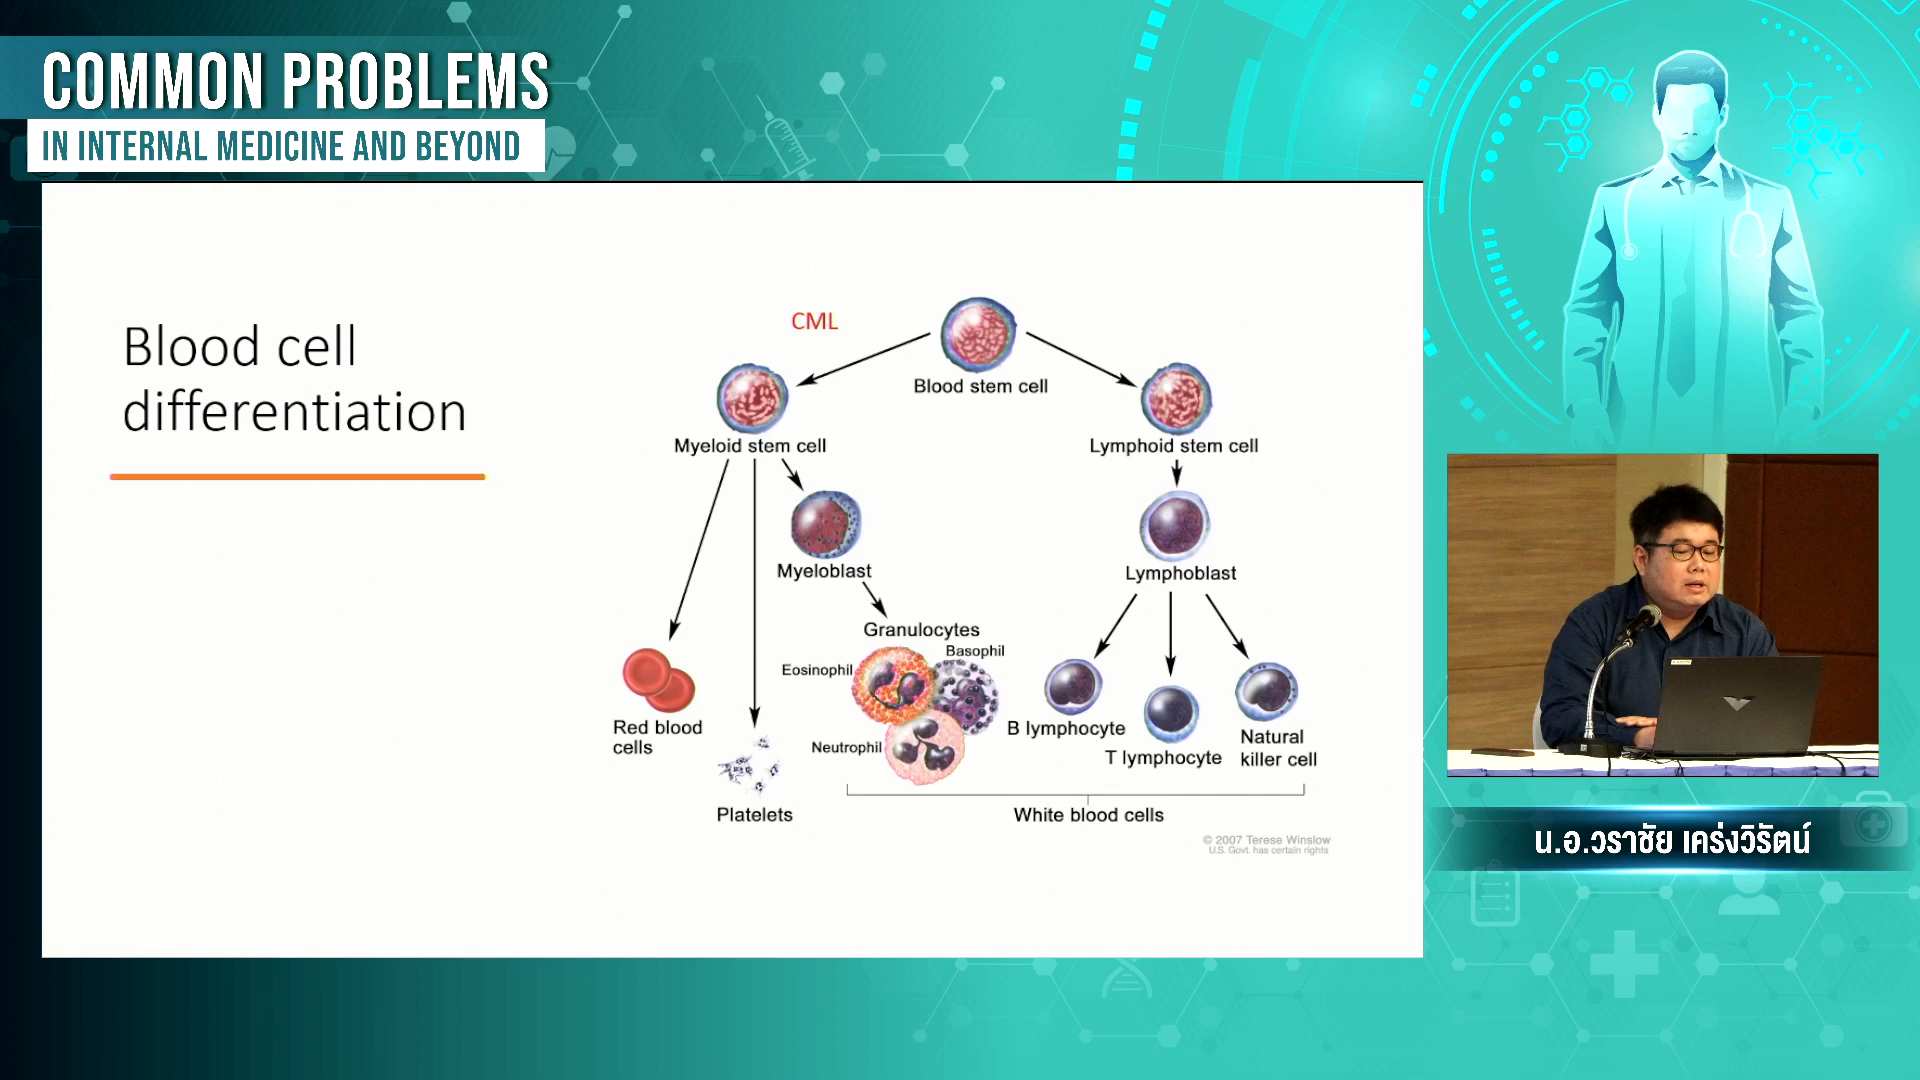 COMMON PROBLEMS
IN INTERNAL MEDICINE AND BEYOND
Blood cell
differentiation
CML
Blood stem cell
Myeloid stem cell
Lymphoid stem cell
Myeloblast
Lymphoblast
Granulocytes
Basophil
Eosinophil
Neutrophil
Red blood
cells
Platelets
B lymphocyte
T lymphocyte
Natural
killer cell
White blood cells
© 2007 Terese Winslow
U.S. Govt. has certain rights
น.อ.วราชัย เคร่งวิรัตน์